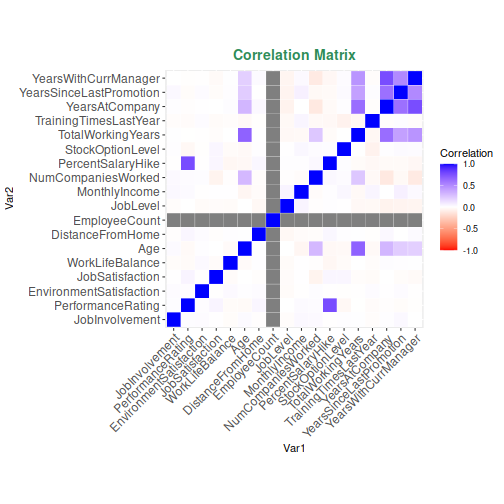 Correlation Matrix
YearsWithCurrManager
YearsSinceLastPromotion
YearsAtCompany
TrainingTimesLastYear
TotalWorkingYears
StockOptionLevel
PercentSalaryHike
NumCompaniesWorked
MonthlyIncome
JobLevel
EmployeeCount
DistanceFromHome
Age
WorkLifeBalance
JobSatisfaction
EnvironmentSatisfaction
PerformanceRating
JobInvolvement
Var2
JobInvolvement
PerformanceRating
EnvironmentSatisfaction
JobSatisfaction
WorkLifeBalance
Age
DistanceFromHome
EmployeeCount
JobLevel
MonthlyIncome
NumCompaniesWorked
PercentSalaryHike
StockOptionLevel
TotalWorkingYears
TrainingTimesLastYear
YearsAtCompany
YearsSinceLastPromotion
YearsWithCurrManager
Var1
Correlation
1.0
0.5
0.0
-0.5
-1.0